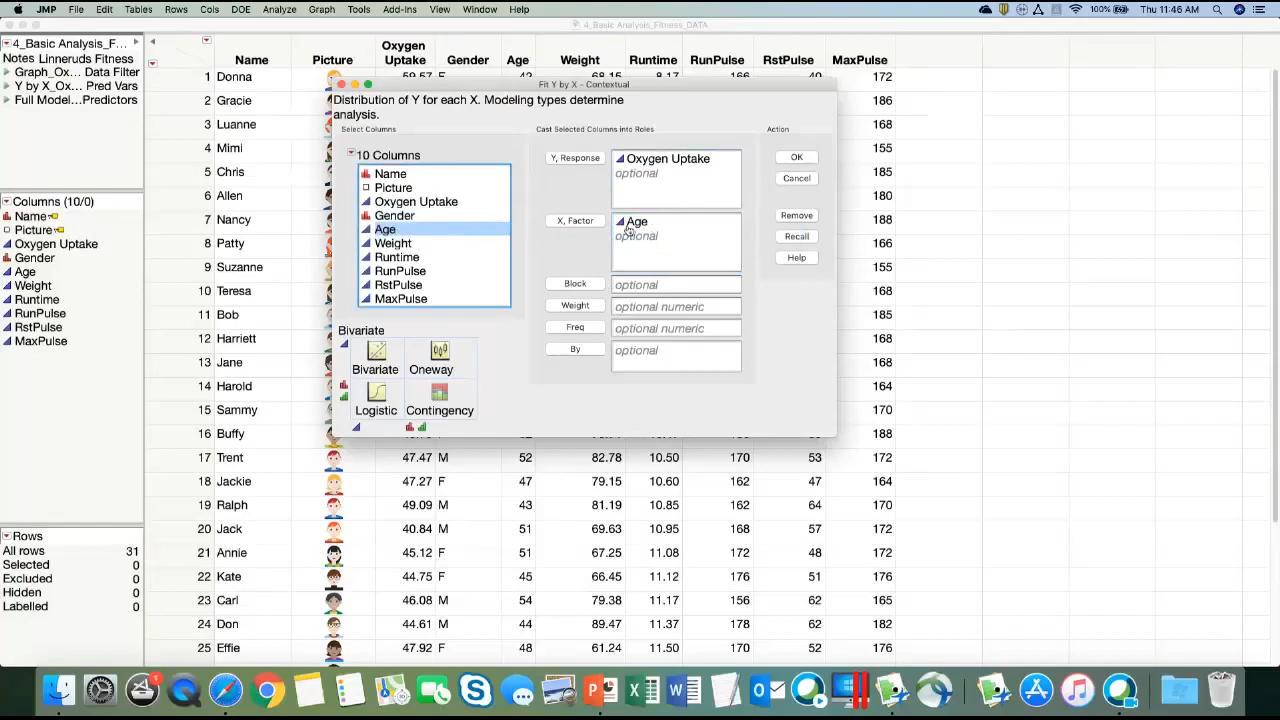 JMP File Edit Tables Rows Cols DOE Analyze Graph Tools Add-Ins View Window Help 100% Thu 11:46 AM
4_Basic Analysis_Fitness_DATA
4_Basic Analysis_F...
Notes Linneruds Fitness
Graph_Ox... Data Filter
Y by X_Ox... Pred Vars
Full Model...Predictors
Columns (10/0)
Name
Picture
Oxygen Uptake
Gender
Age
Weight
Runtime
RunPulse
RstPulse
MaxPulse
Rows
All rows 31
Selected 0
Excluded 0
Hidden 0
Labelled 0
Name Picture Oxygen Uptake Gender Age Weight Runtime RunPulse RstPulse MaxPulse
1 Donna 172
2 Gracie 186
3 Luanne 168
4 Mimi 155
5 Chris 168
6 Allen 180
7 Nancy 188
8 Patty 166
9 Suzanne 155
10 Teresa 188
11 Bob 185
12 Harriett 168
13 Jane 188
14 Harold 164
15 Sammy 170
16 Buffy 188
17 Trent 47.47 M 52 82.78 10.50 170 53 172
18 Jackie 47.27 F 47 79.15 10.60 162 47 164
19 Ralph 49.09 M 43 81.19 10.85 162 64 170
20 Jack 40.84 M 51 69.63 10.95 168 57 172
21 Annie 45.12 F 51 67.25 11.08 172 48 172
22 Kate 44.75 F 45 66.45 11.12 176 51 176
23 Carl 46.08 M 54 79.38 11.17 156 62 165
24 Don 44.61 M 44 89.47 11.37 178 62 182
25 Effie 47.92 F 48 61.24 11.50 170 52 176
Fit Y by X - Contextual
Distribution of Y for each X. Modeling types determine
analysis.
Select Columns
10 Columns
Name
Picture
Oxygen Uptake
Gender
Age
Weight
Runtime
RunPulse
RstPulse
MaxPulse
Bivariate
Bivariate Oneway
Logistic Contingency
Cast Selected Columns into Roles
Y, Response Oxygen Uptake
optional
X, Factor Age
optional
Block optional
Weight optional numeric
Freq optional numeric
By optional
Action
OK
Cancel
Remove
Recall
Help
1